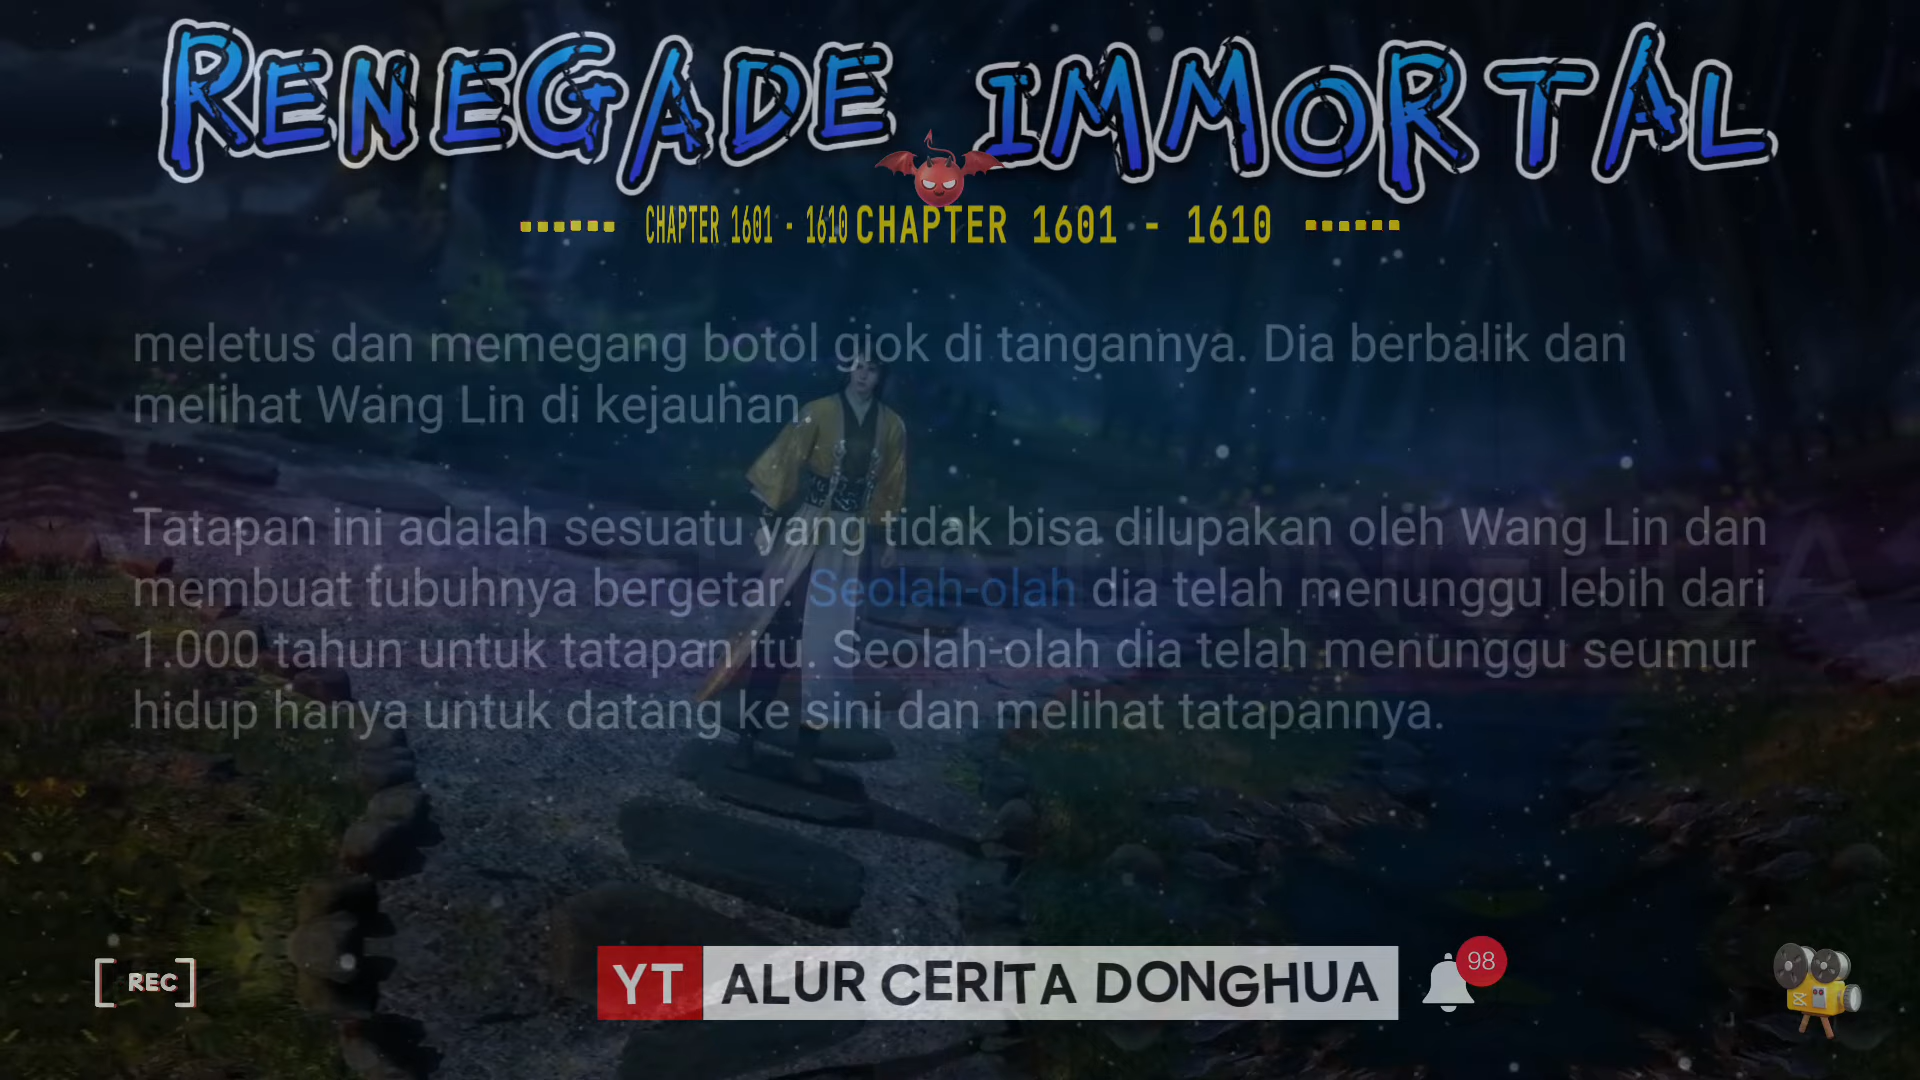 RENEGADE IMMORTAL
CHAPTER 1601 - 1610 CHAPTER 1601 - 1610
meletus dan memegang botol giok di tangannya. Dia berbalik dan
melihat Wang Lin di kejauhan.
Tatapan ini adalah sesuatu yang tidak bisa dilupakan oleh Wang Lin dan
membuat tubuhnya bergetar. Seolah-olah dia telah menunggu lebih dari
1.000 tahun untuk tatapan itu. Seolah-olah dia telah menunggu seumur
hidup hanya untuk datang ke sini dan melihat tatapannya.
[ REC ]
YT ALUR CERITA DONGHUA
98